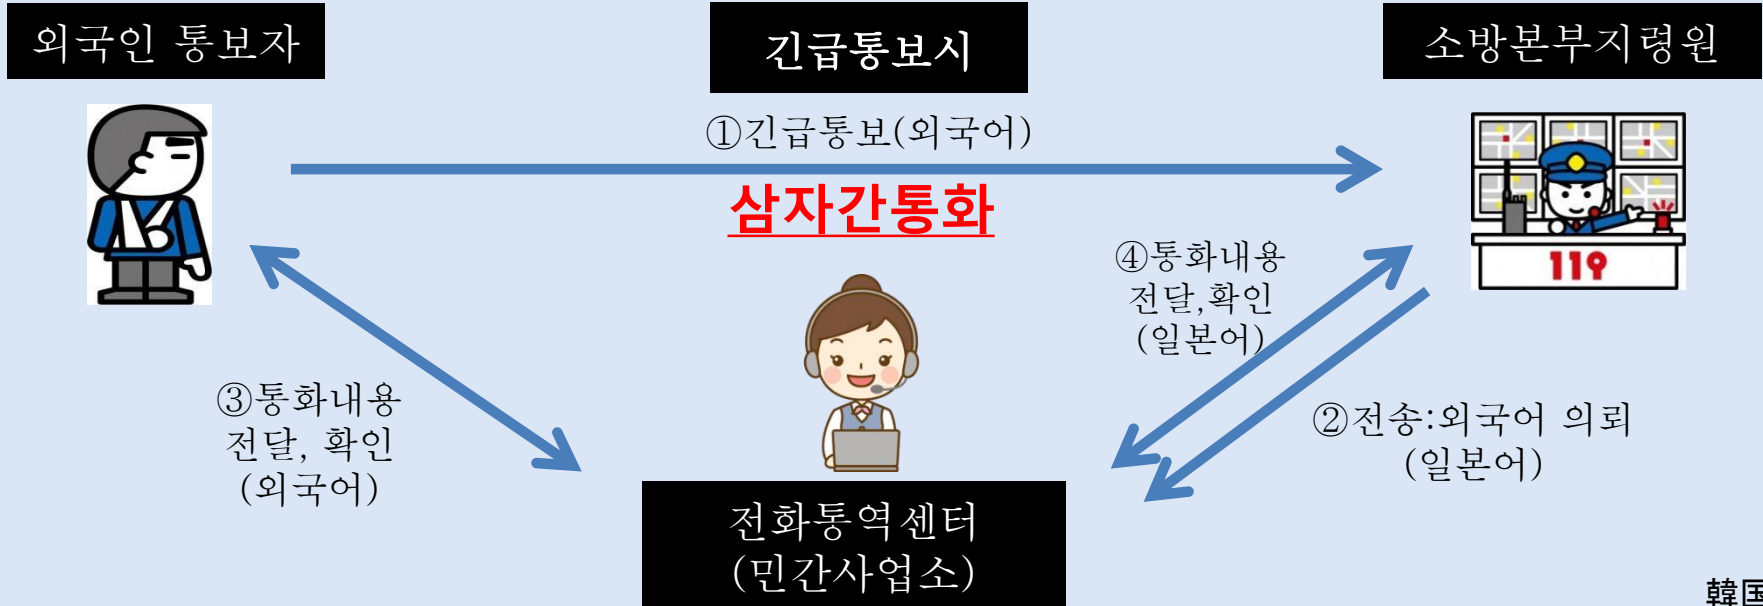 외국인 통보자
긴급통보시
소방본부지령원
①긴급통보(외국어)
삼자간통화
119
④통화내용
전달,확인
(일본어)
③통화내용
전달, 확인
(외국어)
②전송:외국어 의뢰
(일본어)
전화통역센터
(민간사업소)
韓国